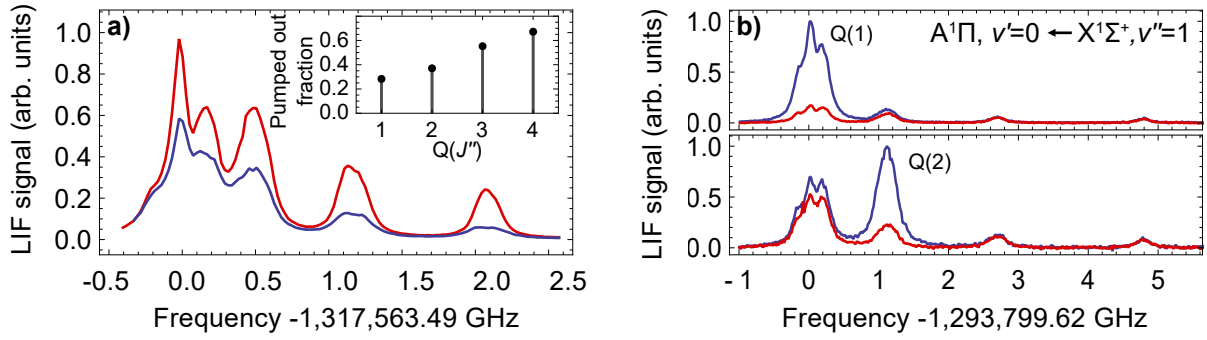 a)
LIF signal (arb. units)
1.0
0.8
0.6
0.4
0.2
0.0
-0.5
0.0
0.5
1.0
1.5
2.0
2.5
Frequency -1,317,563.49 GHz
Pumped out
fraction
0.6
0.4
0.2
0.0
1
2
3
4
Q(J″)
b)
LIF signal (arb. units)
1.0
0.5
0.0
Q(1)
A¹Π, v'=0 ← X¹Σ⁺,v″=1
1.0
0.5
0.0
Q(2)
-1
0
1
2
3
4
5
Frequency -1,293,799.62 GHz